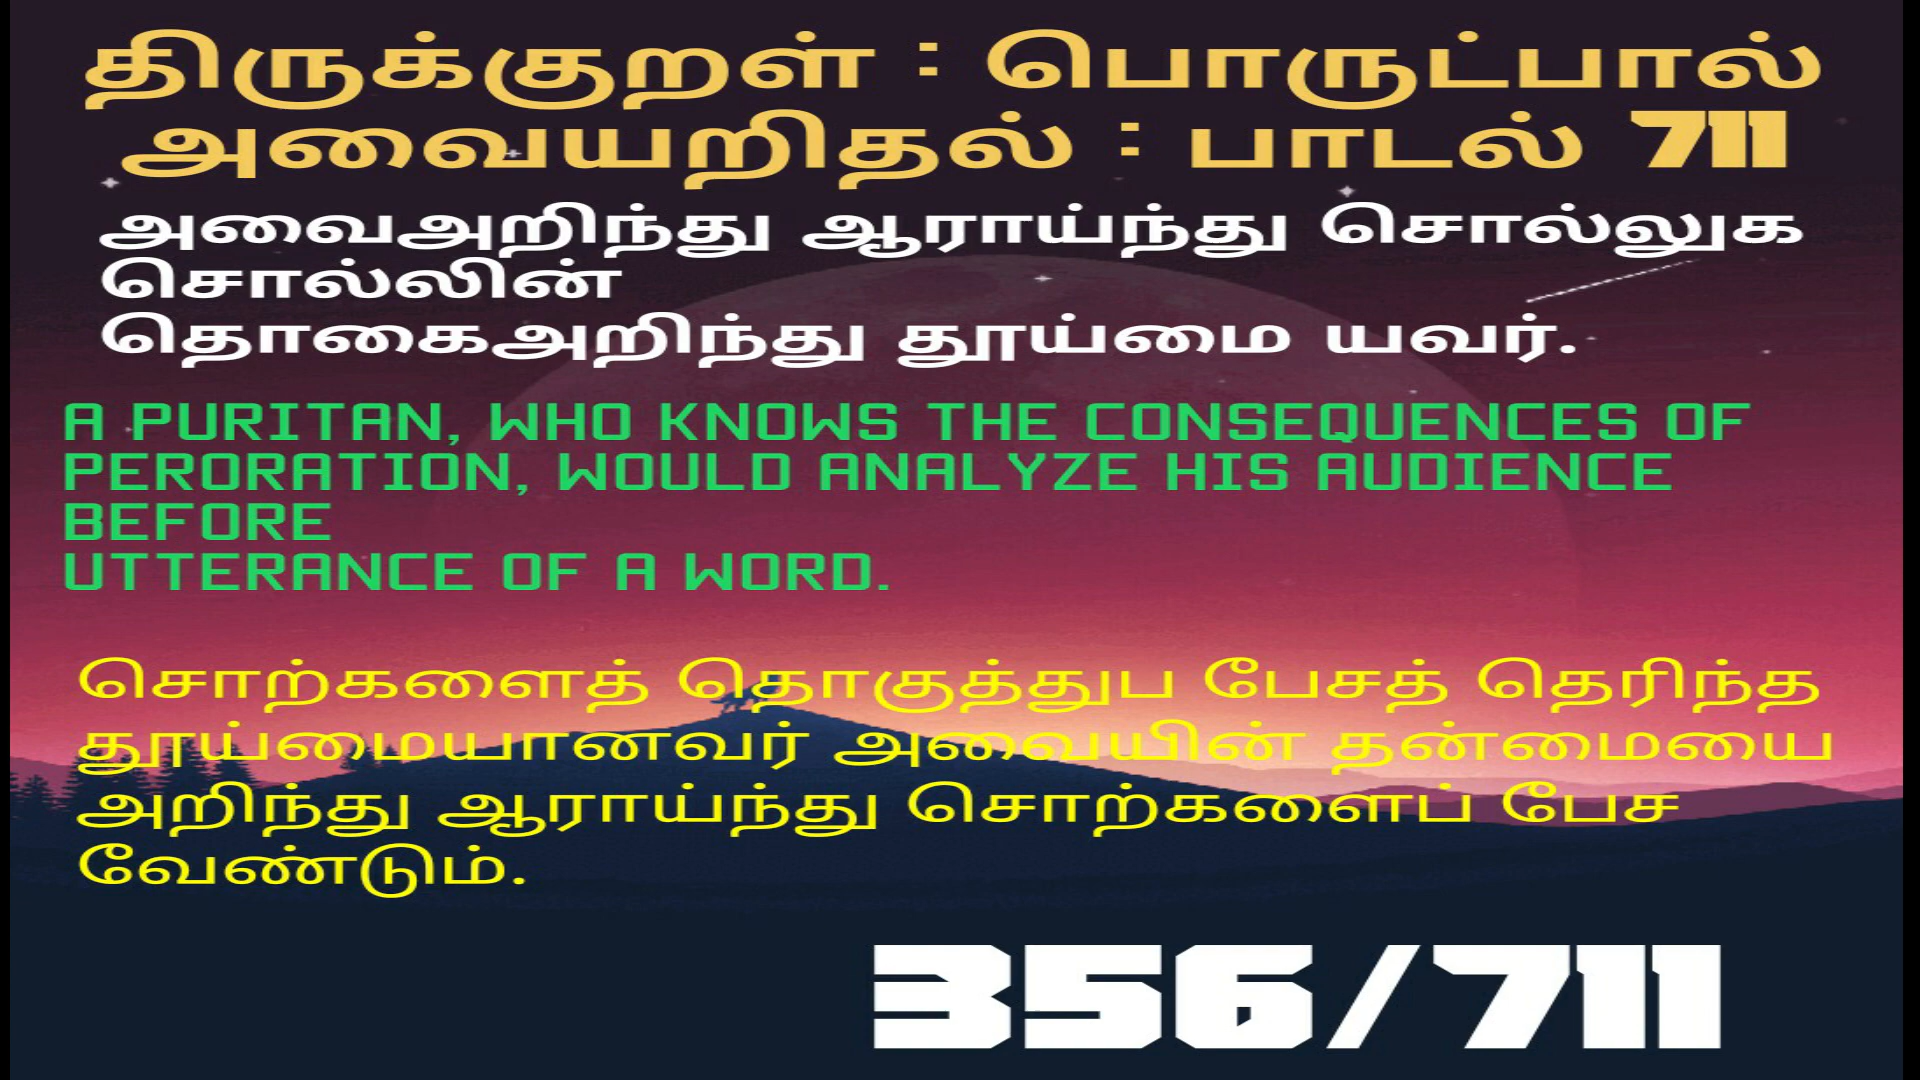 திருக்குறள் : பொருட்பால்
அவையறிதல் : பாடல் 711
அவைஅறிந்து ஆராய்ந்து சொல்லுக
சொல்லின்
தொகைஅறிந்து தூய்மை யவர்.
A PURITAN, WHO KNOWS THE CONSEQUENCES OF
PERORATION, WOULD ANALYZE HIS AUDIENCE
BEFORE
UTTERANCE OF A WORD.
சொற்களைத் தொகுத்துப பேசத் தெரிந்த
தூய்மையானவர் அவையின் தன்மையை
அறிந்து ஆராய்ந்து சொற்களைப் பேச
வேண்டும்.
356/711